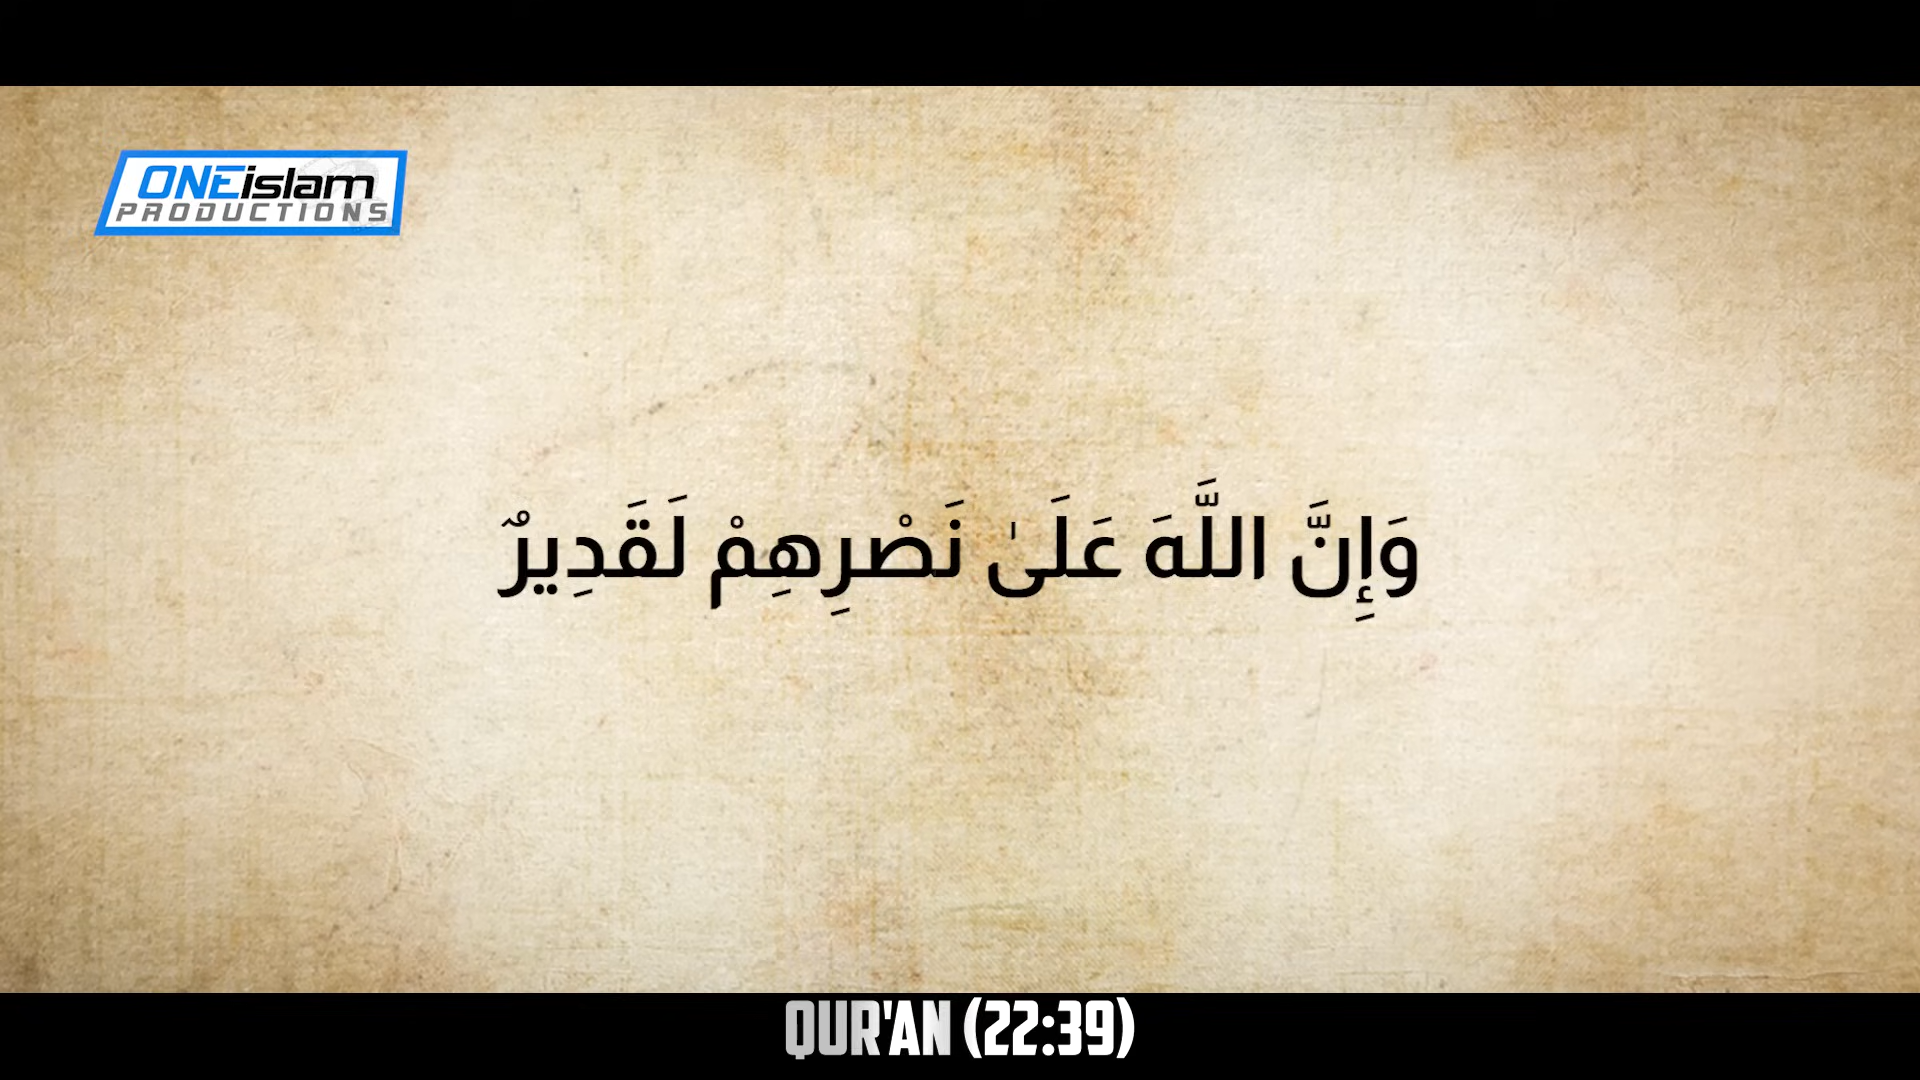 ONEislam
PRODUCTIONS
وَإِنَّ اللَّهَ عَلَىٰ نَصْرِهِمْ لَقَدِيرٌ
QUR'AN (22:39)